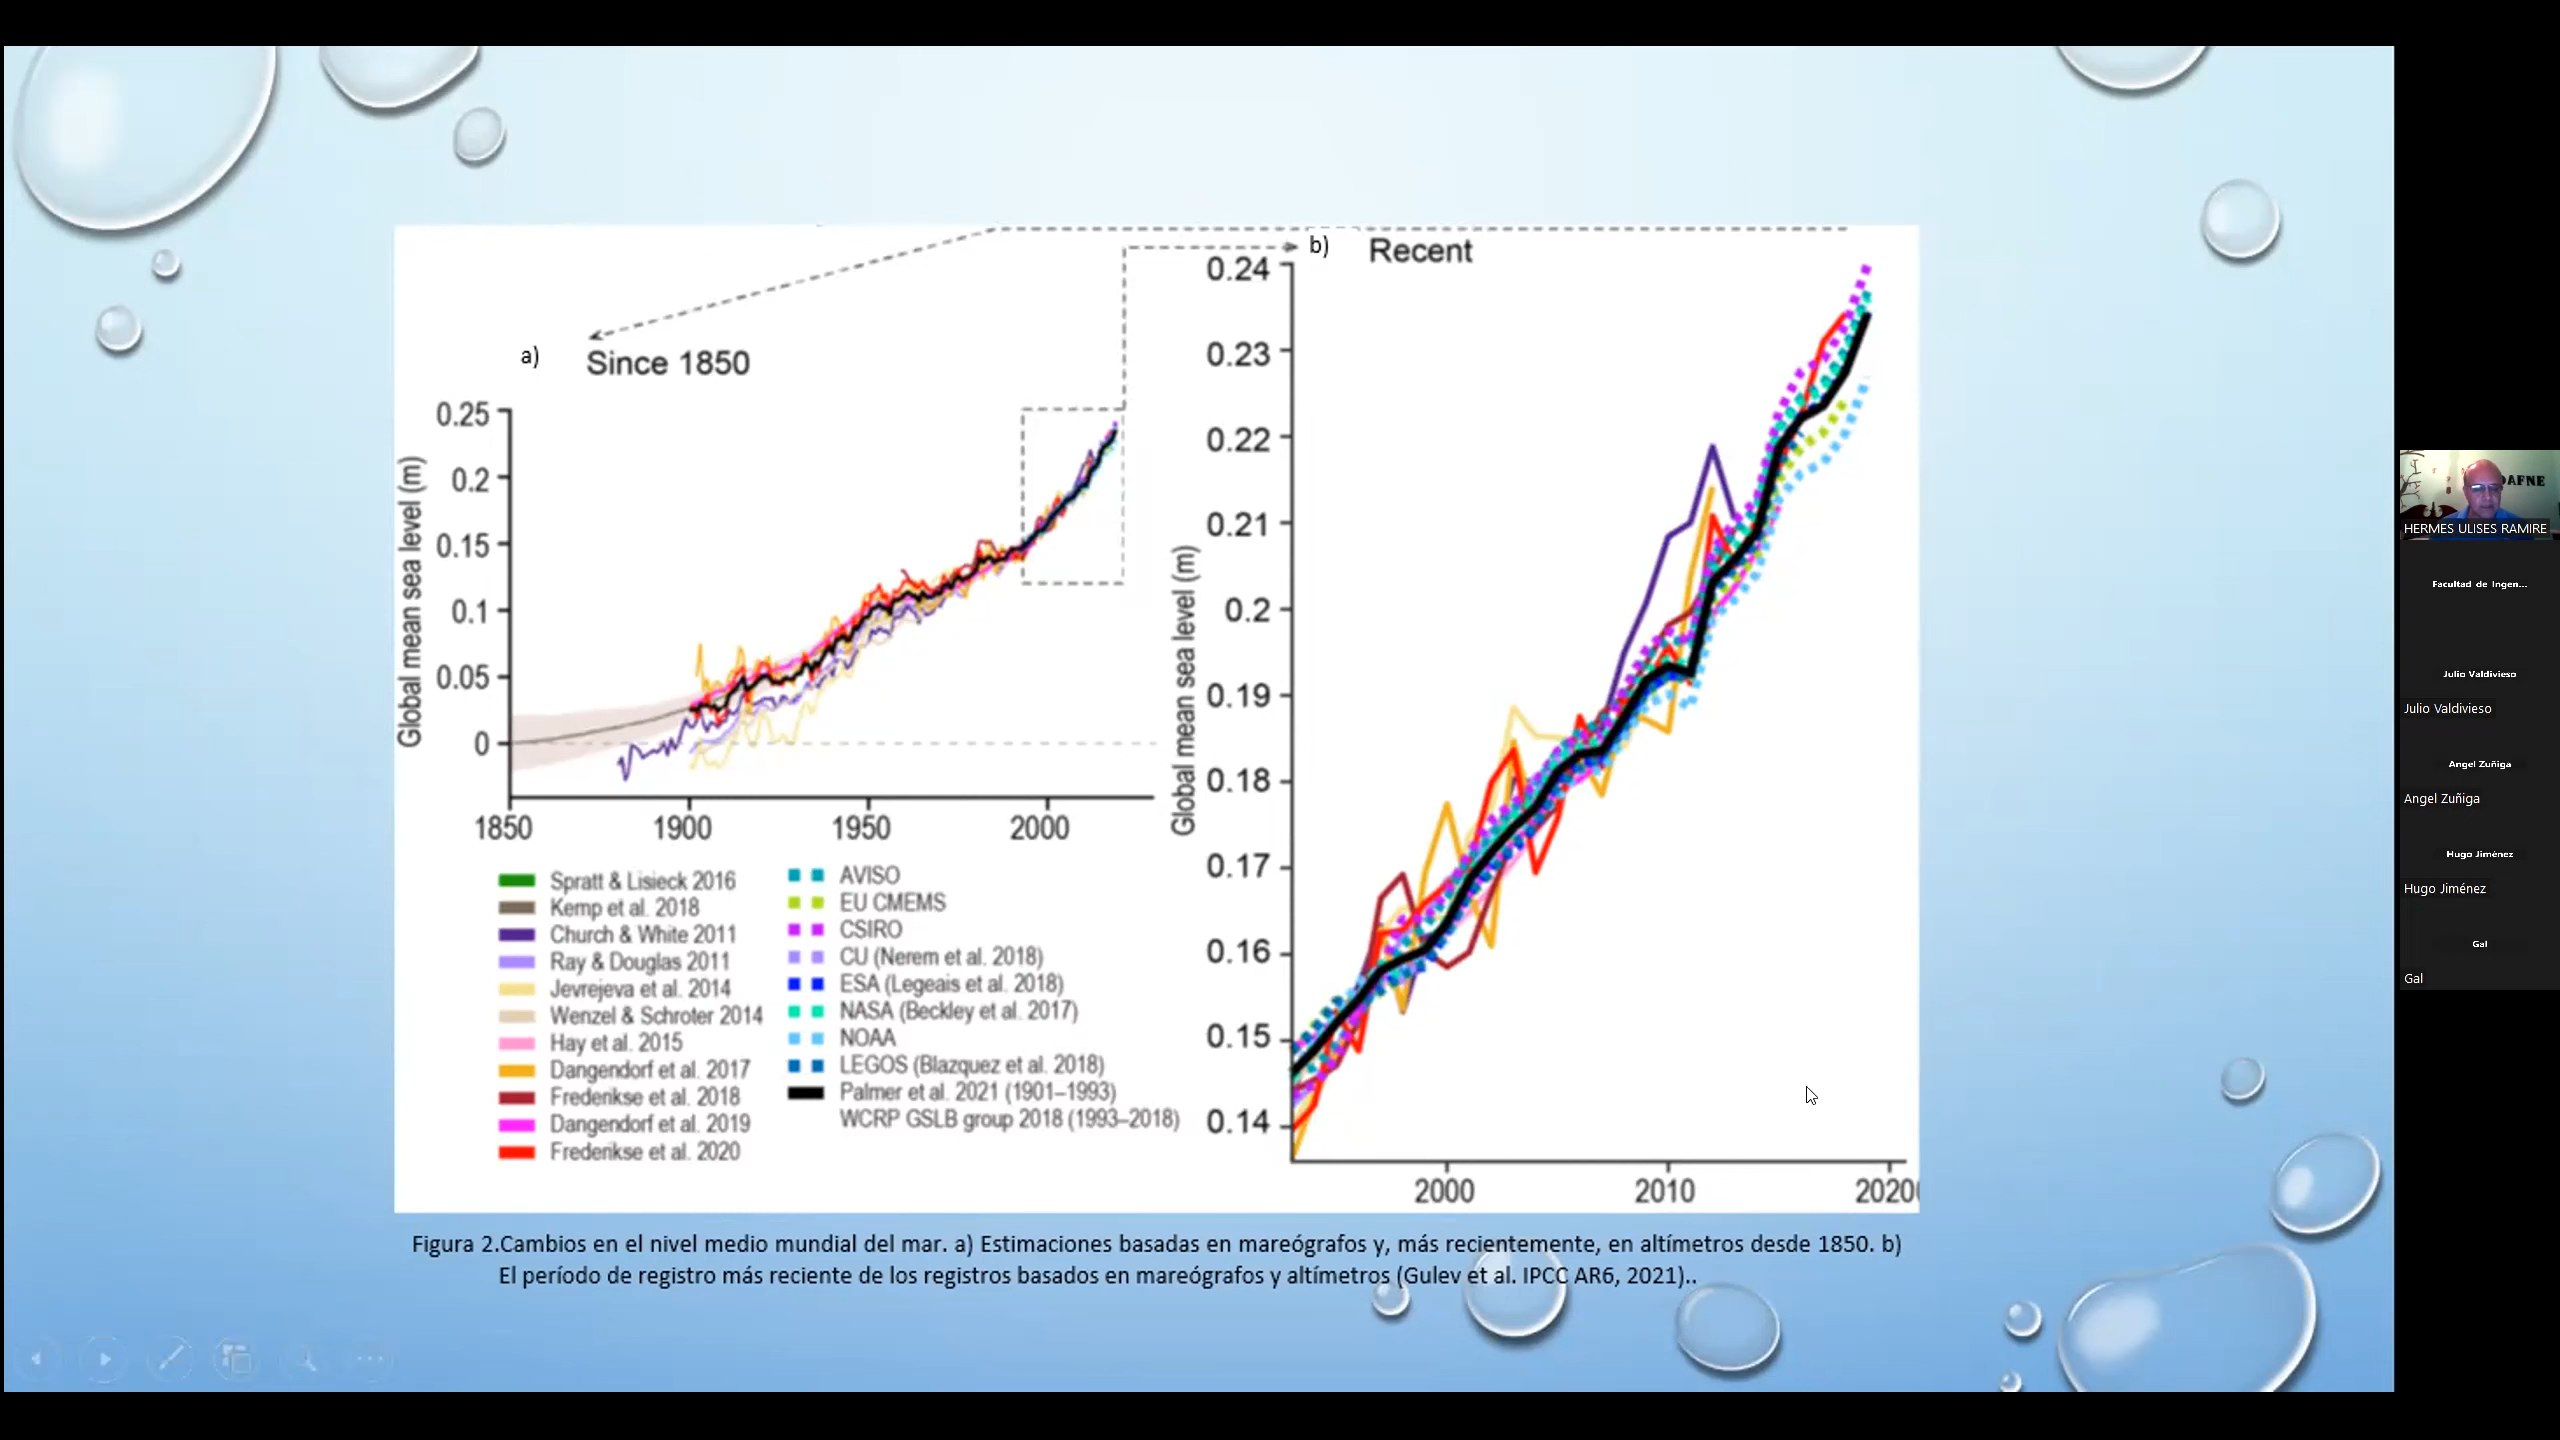 b) Recent
a) Since 1850
Global mean sea level (m)
0.25
0.2
0.15
0.1
0.05
0
1850 1900 1950 2000
Global mean sea level (m)
0.24
0.23
0.22
0.21
0.2
0.19
0.18
0.17
0.16
0.15
0.14
2000 2010 2020
Spratt & Lisieck 2016
Kemp et al. 2018
Church & White 2011
Ray & Douglas 2011
Jevrejeva et al. 2014
Wenzel & Schroter 2014
Hay et al. 2015
Dangendorf et al. 2017
Frederikse et al. 2018
Dangendorf et al. 2019
Frederikse et al. 2020
AVISO
EU CMEMS
CSIRO
CU (Nerem et al. 2018)
ESA (Legeais et al. 2018)
NASA (Beckley et al. 2017)
NOAA
LEGOS (Blazquez et al. 2018)
Palmer et al. 2021 (1901–1993)
WCRP GSLB group 2018 (1993–2018)
Figura 2.Cambios en el nivel medio mundial del mar. a) Estimaciones basadas en mareógrafos y, más recientemente, en altímetros desde 1850. b)
El período de registro más reciente de los registros basados en mareógrafos y altímetros (Gulev et al. IPCC AR6, 2021)..
DAFNE
HERMES ULISES RAMIRE
Facultad de Ingen...
Julio Valdivieso
Julio Valdivieso
Angel Zuñiga
Angel Zuñiga
Hugo Jiménez
Hugo Jiménez
Gal
Gal